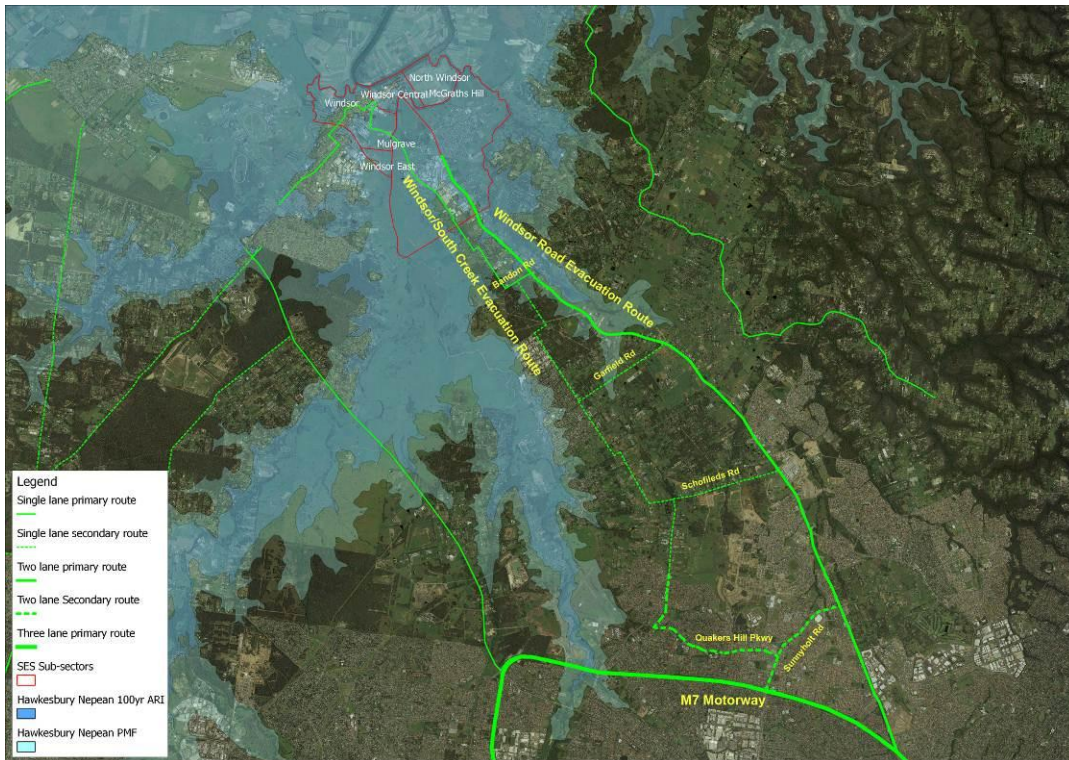 North Windsor
Windsor Central
McGraths Hill
Windsor
Mulgrave
Windsor East
Windsor/South Creek Evacuation Route
Windsor Road Evacuation Route
Bandon Rd
Garfield Rd
Schofileds Rd
Quakers Hill Pkwy
Sunnyholt Rd
M7 Motorway
Legend
Single lane primary route
Single lane secondary route
Two lane primary route
Two lane Secondary route
Three lane primary route
SES Sub-sectors
Hawkesbury Nepean 100yr ARI
Hawkesbury Nepean PMF